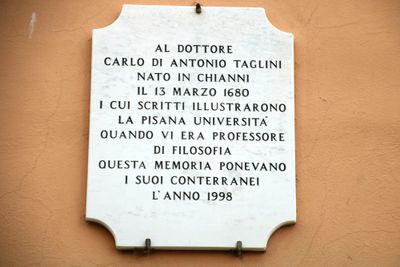 AL DOTTORE
CARLO DI ANTONIO TAGLINI
NATO IN CHIANNI
IL 13 MARZO 1680
I CUI SCRITTI ILLUSTRARONO
LA PISANA UNIVERSITA'
QUANDO VI ERA PROFESSORE
DI FILOSOFIA
QUESTA MEMORIA PONEVANO
I SUOI CONTERRANEI
L'ANNO 1998